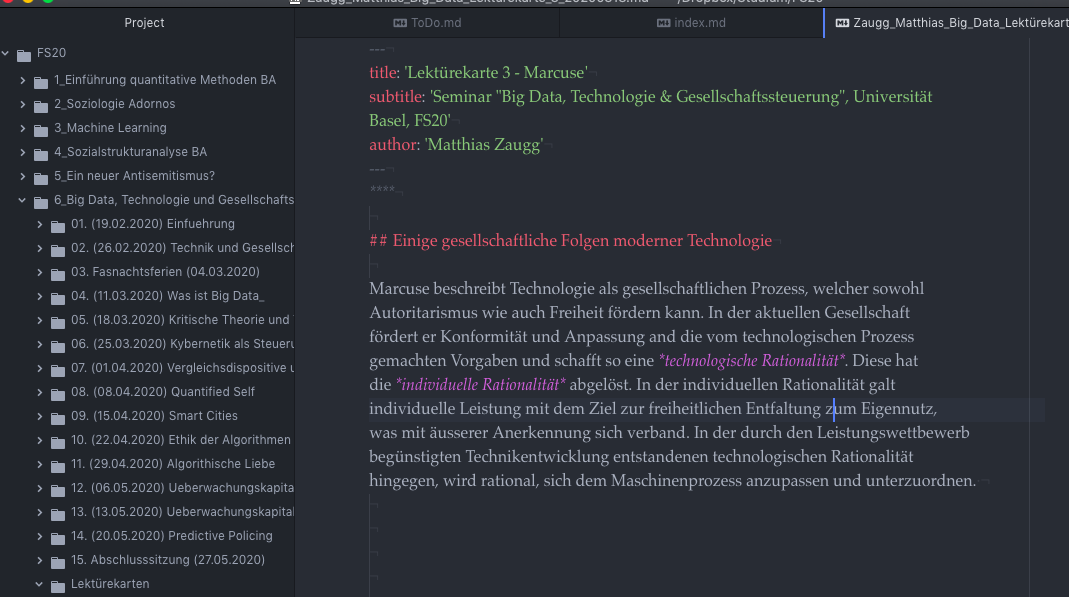 Project
ToDo.md
index.md
Zaugg_Matthias_Big_Data_Lektürekart
FS20
1_Einführung quantitative Methoden BA
2_Soziologie Adornos
3_Machine Learning
4_Sozialstrukturanalyse BA
5_Ein neuer Antisemitismus?
6_Big Data, Technologie und Gesellschafts
01. (19.02.2020) Einfuehrung
02. (26.02.2020) Technik und Gesellsch
03. Fasnachtsferien (04.03.2020)
04. (11.03.2020) Was ist Big Data_
05. (18.03.2020) Kritische Theorie und
06. (25.03.2020) Kybernetik als Steueru
07. (01.04.2020) Vergleichsdispositive u
08. (08.04.2020) Quantified Self
09. (15.04.2020) Smart Cities
10. (22.04.2020) Ethik der Algorithmen
11. (29.04.2020) Algorithische Liebe
12. (06.05.2020) Ueberwachungskapita
13. (13.05.2020) Ueberwachungskapital
14. (20.05.2020) Predictive Policing
15. Abschlusssitzung (27.05.2020)
Lektürekarten
---
title: 'Lektürekarte 3 - Marcuse'
subtitle: 'Seminar "Big Data, Technologie & Gesellschaftssteuerung", Universität
Basel, FS20'
author: 'Matthias Zaugg'
---
****
## Einige gesellschaftliche Folgen moderner Technologie
Marcuse beschreibt Technologie als gesellschaftlichen Prozess, welcher sowohl
Autoritarismus wie auch Freiheit fördern kann. In der aktuellen Gesellschaft
fördert er Konformität und Anpassung and die vom technologischen Prozess
gemachten Vorgaben und schafft so eine *technologische Rationalität*. Diese hat
die *individuelle Rationalität* abgelöst. In der individuellen Rationalität galt
individuelle Leistung mit dem Ziel zur freiheitlichen Entfaltung zum Eigennutz,
was mit äusserer Anerkennung sich verband. In der durch den Leistungswettbewerb
begünstigten Technikentwicklung entstandenen technologischen Rationalität
hingegen, wird rational, sich dem Maschinenprozess anzupassen und unterzuordnen.